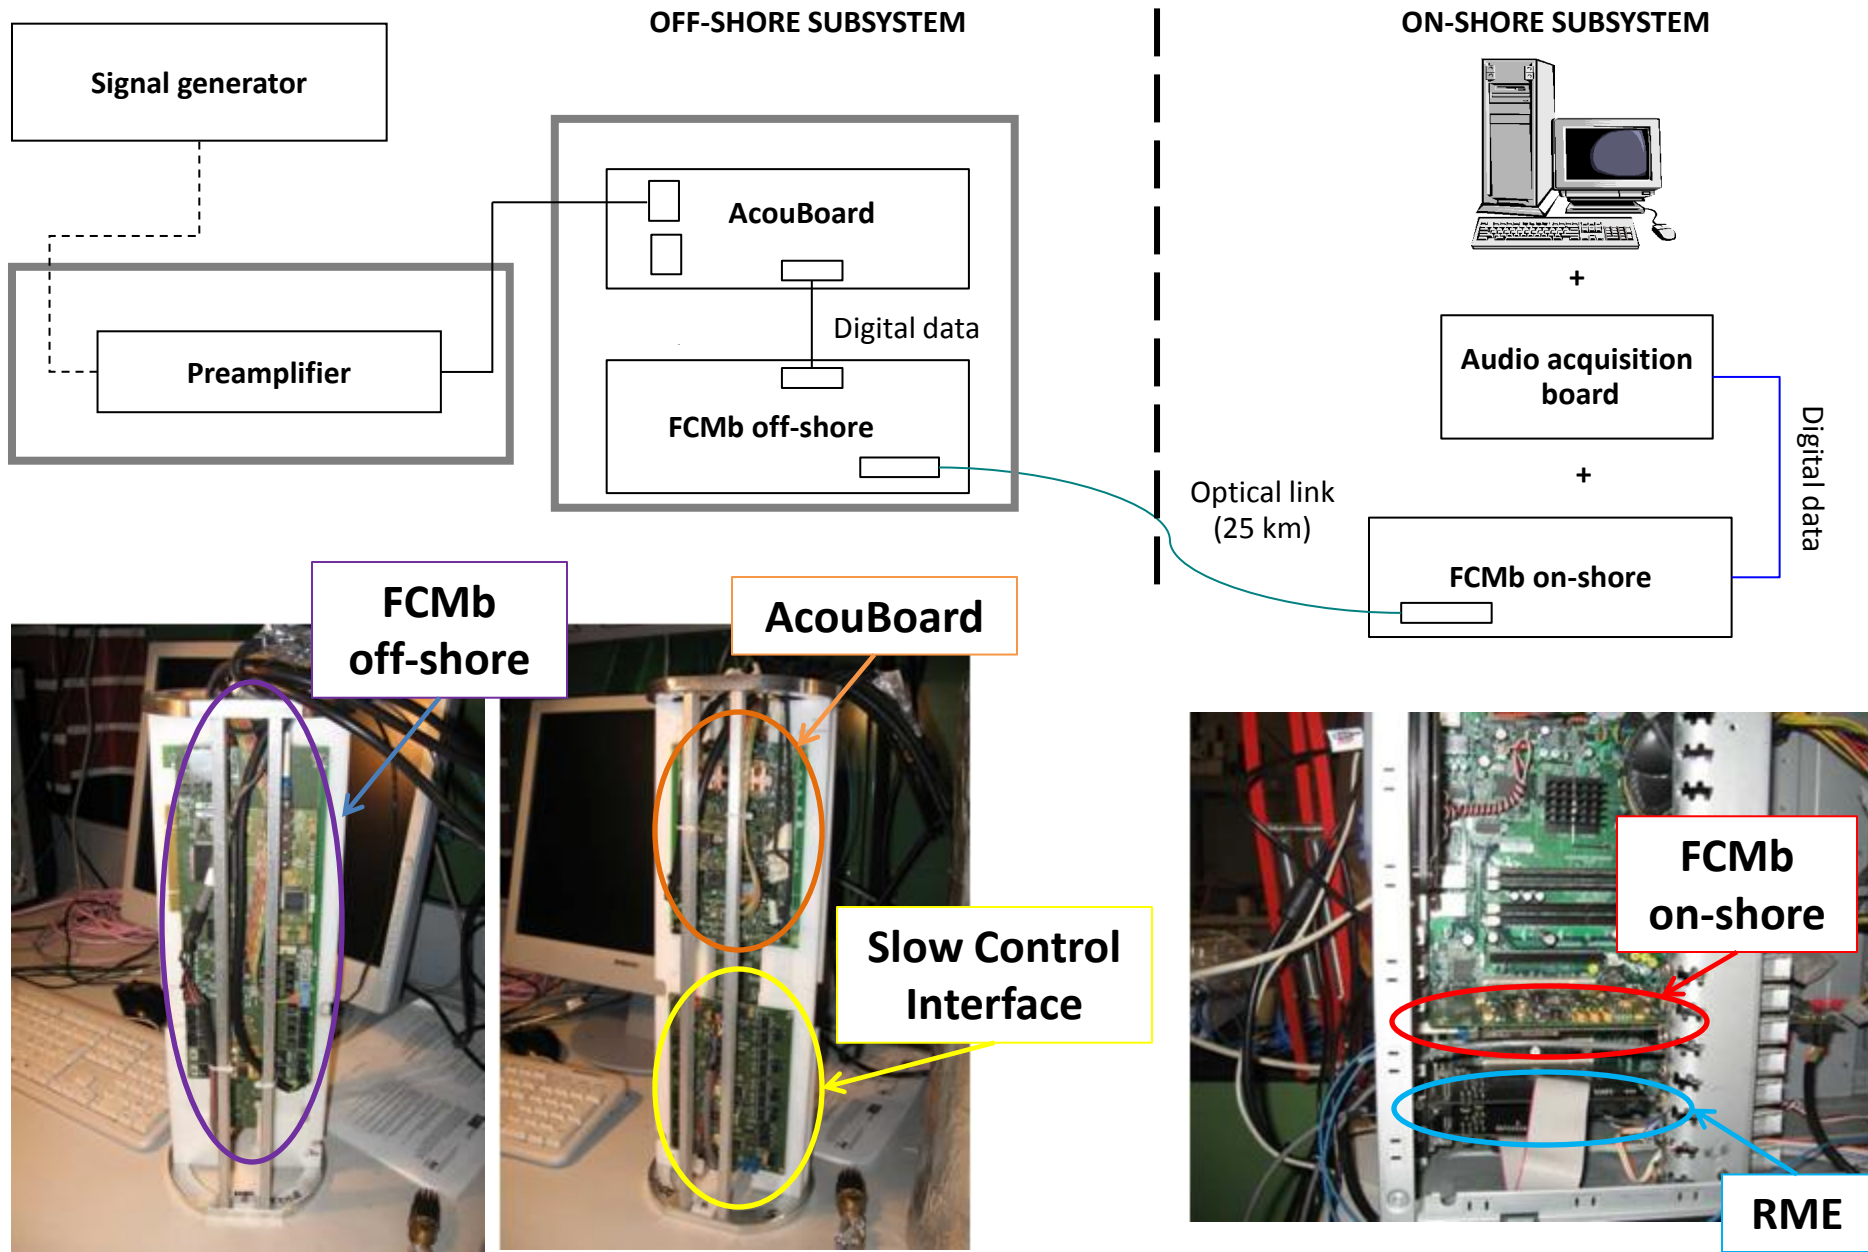 OFF-SHORE SUBSYSTEM
ON-SHORE SUBSYSTEM
Signal generator
AcouBoard
Digital data
Preamplifier
FCMb off-shore
+
Audio acquisition
board
+
Digital data
Optical link
(25 km)
FCMb on-shore
FCMb
off-shore
AcouBoard
Slow Control
Interface
FCMb
on-shore
RME